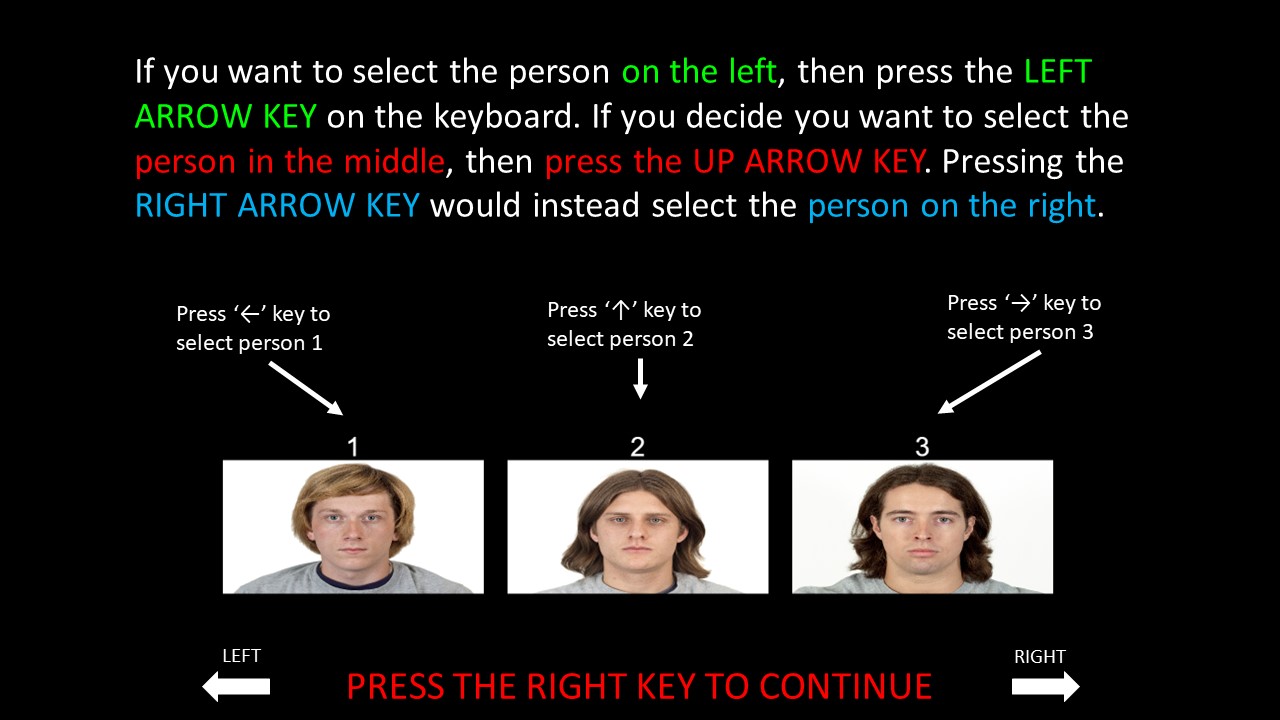 If you want to select the person on the left, then press the LEFT
ARROW KEY on the keyboard. If you decide you want to select the
person in the middle, then press the UP ARROW KEY. Pressing the
RIGHT ARROW KEY would instead select the person on the right.
Press ‘←’ key to
select person 1
Press ‘↑’ key to
select person 2
Press ‘→’ key to
select person 3
1
2
3
LEFT
RIGHT
PRESS THE RIGHT KEY TO CONTINUE